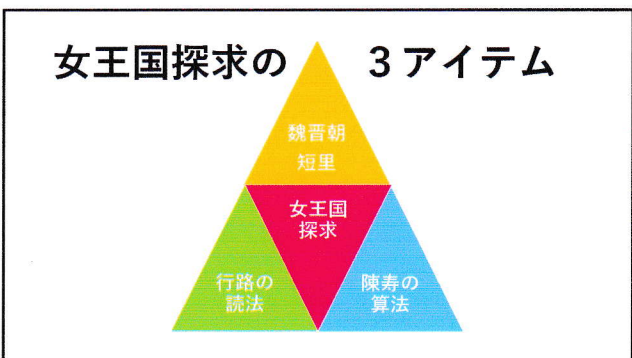 女王国探求の　３アイテム
魏晋朝
短里
女王国
探求
行路の
読法
陳寿の
算法